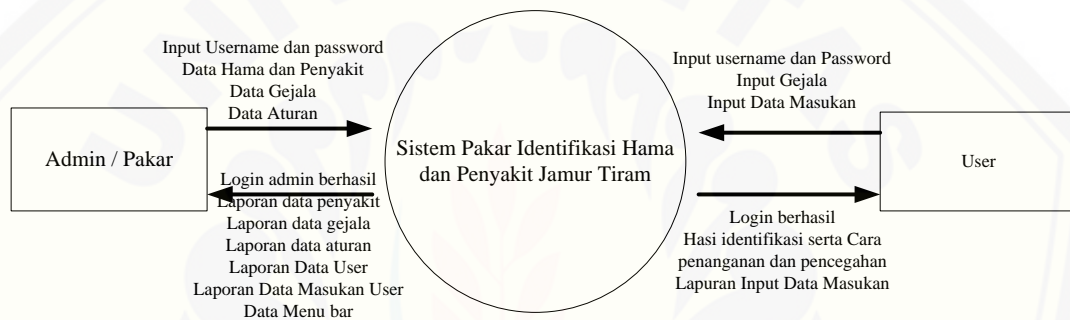 Input Username dan password
Data Hama dan Penyakit
Data Gejala
Data Aturan
Admin / Pakar
Login admin berhasil
Laporan data penyakit
Laporan data gejala
Laporan data aturan
Laporan Data User
Laporan Data Masukan User
Data Menu bar
Sistem Pakar Identifikasi Hama
dan Penyakit Jamur Tiram
Input username dan Password
Input Gejala
Input Data Masukan
User
Login berhasil
Hasi identifikasi serta Cara
penanganan dan pencegahan
Lapuran Input Data Masukan